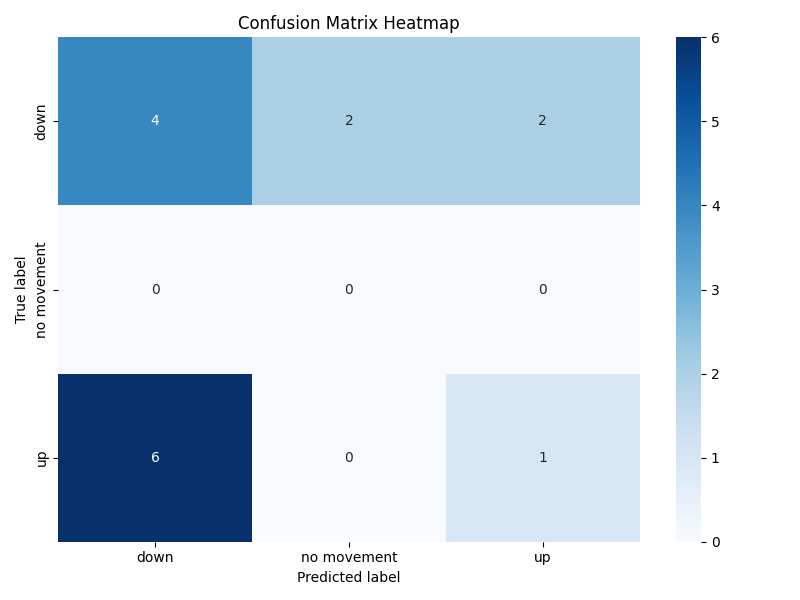 Confusion Matrix Heatmap
True label
down
4 2 2
no movement
0 0 0
up
6 0 1
down no movement up
Predicted label
6
5
4
3
2
1
0